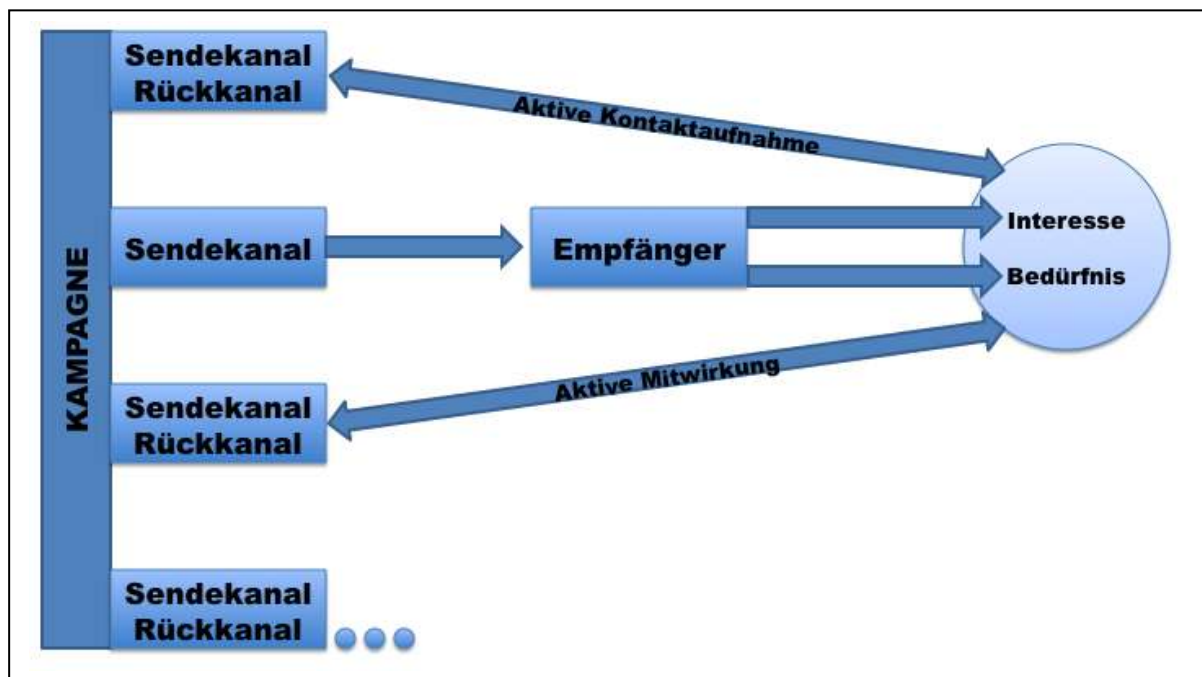 KAMPAGNE
Sendekanal
Rückkanal
Aktive Kontaktaufnahme
Sendekanal
Empfänger
Interesse
Bedürfnis
Aktive Mitwirkung
Sendekanal
Rückkanal
Sendekanal
Rückkanal